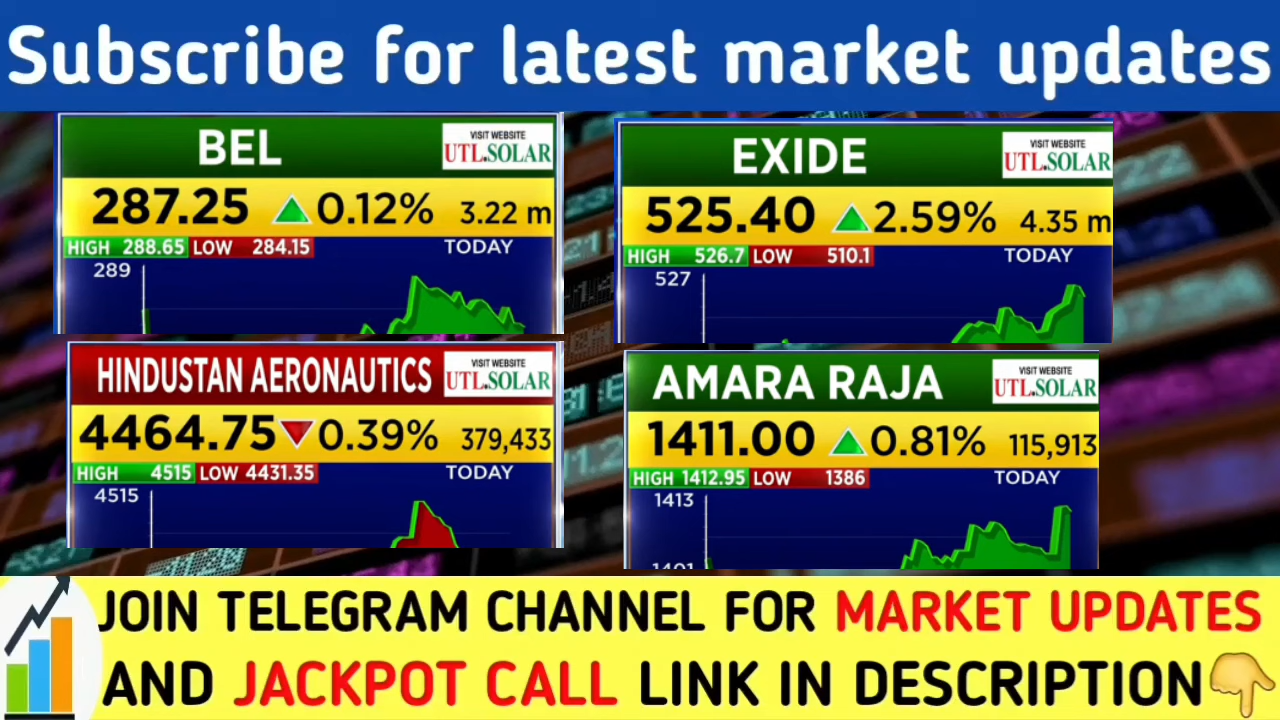 Subscribe for latest market updates
BEL
VISIT WEBSITE
UTL.SOLAR
287.25 0.12% 3.22 m
HIGH 288.65 LOW 284.15 TODAY
289
EXIDE
VISIT WEBSITE
UTL.SOLAR
525.40 2.59% 4.35 m
HIGH 526.7 LOW 510.1 TODAY
527
HINDUSTAN AERONAUTICS
VISIT WEBSITE
UTL.SOLAR
4464.75 0.39% 379,433
HIGH 4515 LOW 4431.35 TODAY
4515
AMARA RAJA
VISIT WEBSITE
UTL.SOLAR
1411.00 0.81% 115,913
HIGH 1412.95 LOW 1386 TODAY
1413
1401
JOIN TELEGRAM CHANNEL FOR MARKET UPDATES
AND JACKPOT CALL LINK IN DESCRIPTION